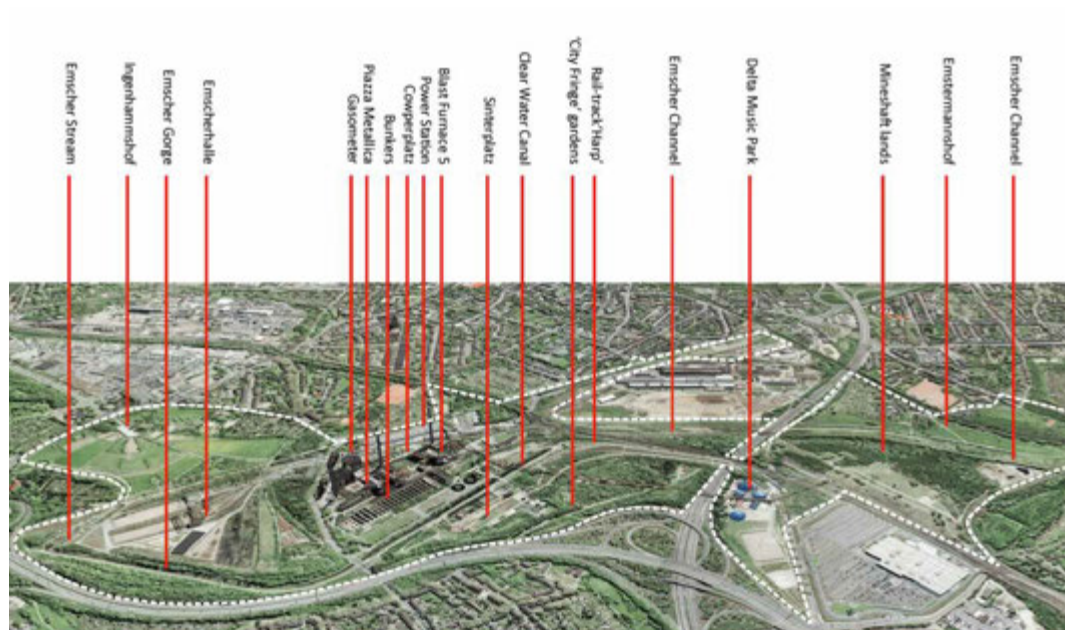 Emscher Stream
Ingenhammshof
Emscher Gorge
Emscherhalle
Gasometer
Piazza Metallica
Bunkers
Cowperplatz
Power Station
Blast Furnace 5
Sinterplatz
Clear Water Canal
'City Fringe' gardens
Rail-track'Harp'
Emscher Channel
Delta Music Park
Mineshaft lands
Emstermannshof
Emscher Channel